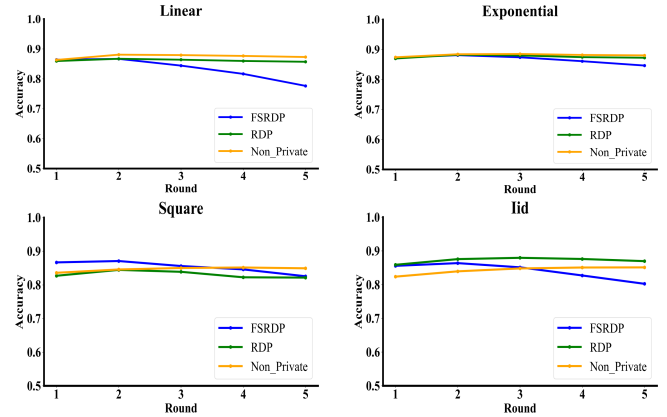 Linear
Accuracy
1.0
0.9
0.8
0.7
0.6
0.5
FSRDP
RDP
Non_Private
1 2 3 4 5
Round
Exponential
Accuracy
1.0
0.9
0.8
0.7
0.6
0.5
FSRDP
RDP
Non_Private
1 2 3 4 5
Round
Square
Accuracy
1.0
0.9
0.8
0.7
0.6
0.5
FSRDP
RDP
Non_Private
1 2 3 4 5
Round
Iid
Accuracy
1.0
0.9
0.8
0.7
0.6
0.5
FSRDP
RDP
Non_Private
1 2 3 4 5
Round